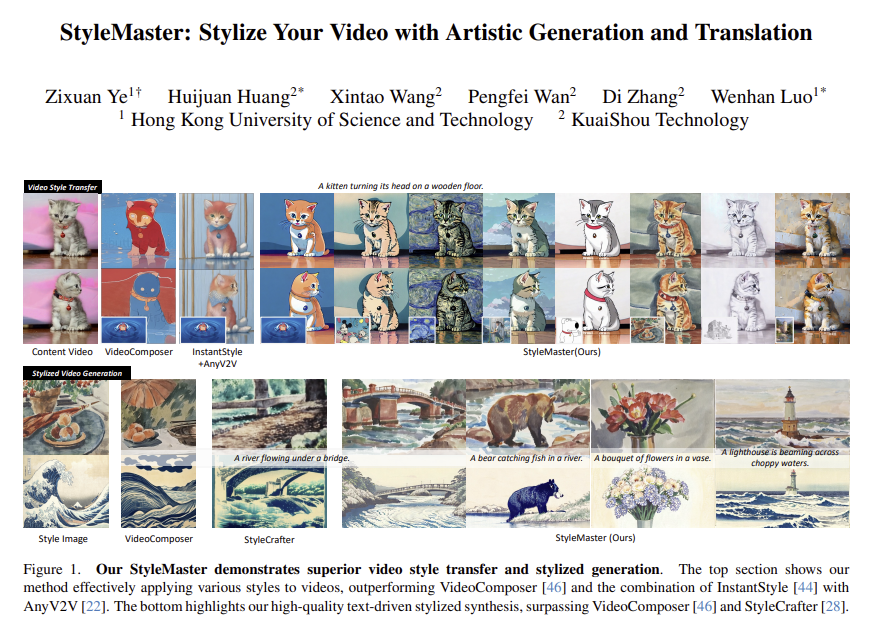 StyleMaster: Stylize Your Video with Artistic Generation and Translation
Zixuan Ye1† Huijuan Huang2* Xintao Wang2 Pengfei Wan2 Di Zhang2 Wenhan Luo1*
1 Hong Kong University of Science and Technology 2 KuaiShou Technology
Video Style Transfer
A kitten turning its head on a wooden floor.
Content Video VideoComposer InstantStyle
+AnyV2V
StyleMaster(Ours)
Stylized Video Generation
A river flowing under a bridge. A bear catching fish in a river. A bouquet of flowers in a vase. A lighthouse is beaming across
choppy waters.
Style Image VideoComposer StyleCrafter StyleMaster (Ours)
Figure 1. Our StyleMaster demonstrates superior video style transfer and stylized generation. The top section shows our
method effectively applying various styles to videos, outperforming VideoComposer [46] and the combination of InstantStyle [44] with
AnyV2V [22]. The bottom highlights our high-quality text-driven stylized synthesis, surpassing VideoComposer [46] and StyleCrafter [28].